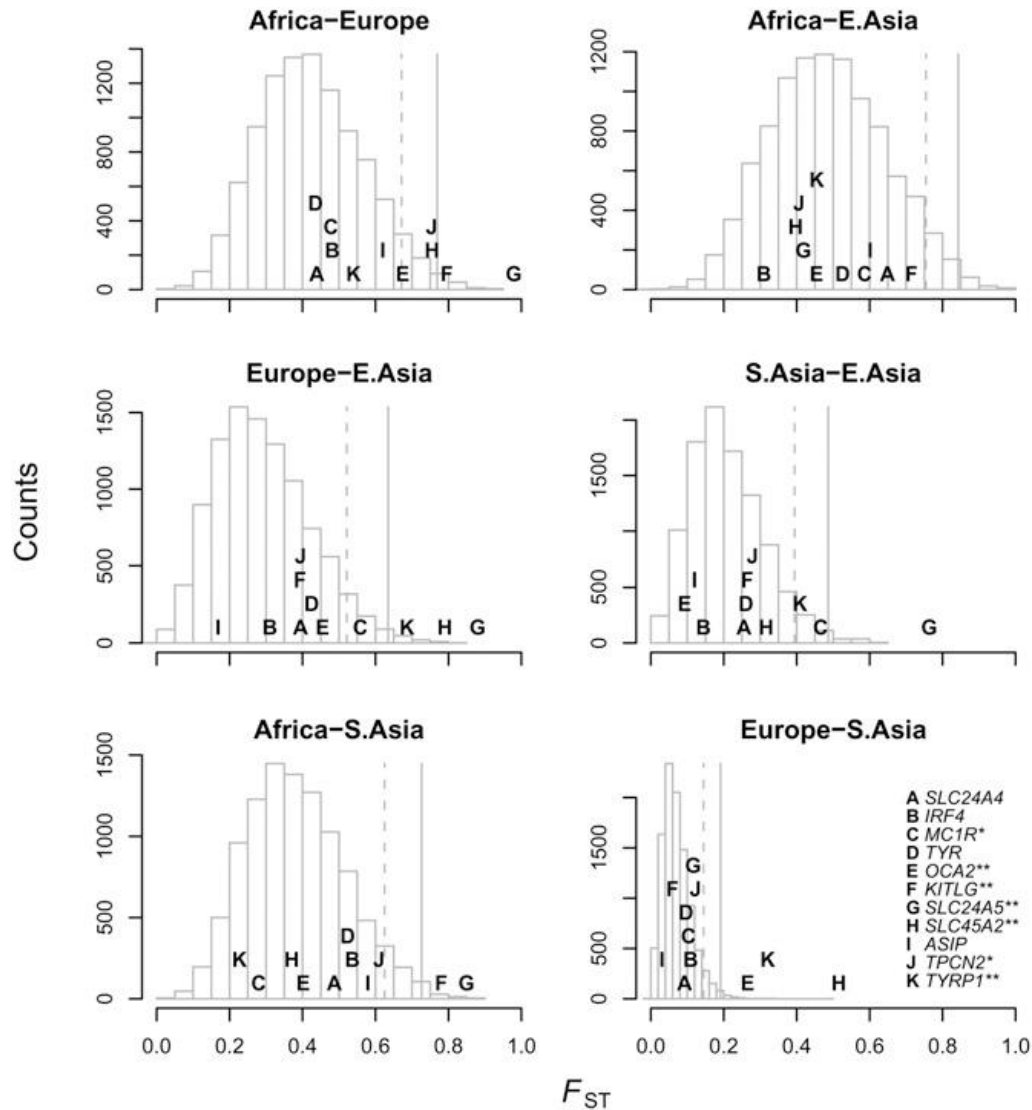 Africa−Europe
Africa−E.Asia
0 400 800 1200
D
C
B
A K I E J H F G
0 400 800 1200
K
J
H
G
B E D C I A F
Europe−E.Asia
S.Asia−E.Asia
Counts
0 500 1000 1500
J
F
D
I B A E C K H G
0 500 1500
J
I F
E D K
B A H C G
Africa−S.Asia
Europe−S.Asia
0 500 1000 1500
D
K H B J
C E A I F G
0.0 0.2 0.4 0.6 0.8 1.0
0 500 1500
G
F J
D
C
I B K
A E H
A SLC24A4
B IRF4
C MC1R*
D TYR
E OCA2**
F KITLG**
G SLC24A5**
H SLC45A2**
I ASIP
J TPCN2*
K TYRP1**
0.0 0.2 0.4 0.6 0.8 1.0
FST